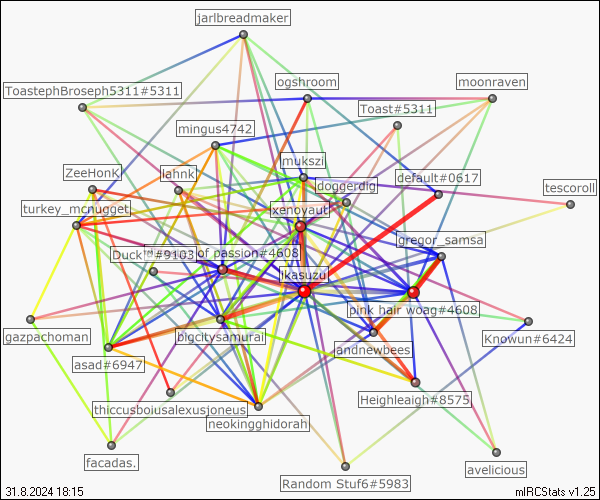 jarlbreadmaker
ogshroom
moonraven
ToastephBroseph5311#5311
Toast#5311
mingus4742
mukszi
ZeeHonK
lahnk
doggerdig
default#0617
tescoroll
turkey_mcnugget
xenoyaut
gregor_samsa
Duck
#9103
of passion#4608
ikasuzu
pink hair woag#4608
gazpachoman
bigcitysamurai
Knowun#6424
asad#6947
andnewbees
thiccusboiusalexusjoneus
Heighleaigh#8575
neokingghidorah
facadas.
Random Stuf6#5983
avelicious
31.8.2024 18:15
mIRCStats v1.25